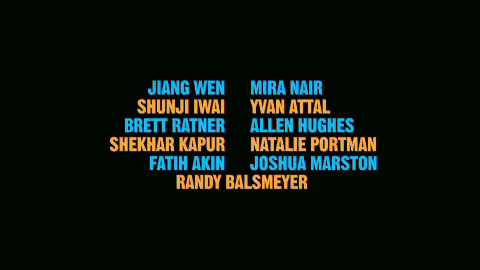 JIANG WEN MIRA NAIR
SHUNJI IWAI YVAN ATTAL
BRETT RATNER ALLEN HUGHES
SHEKHAR KAPUR NATALIE PORTMAN
FATIH AKIN JOSHUA MARSTON
RANDY BALSMEYER